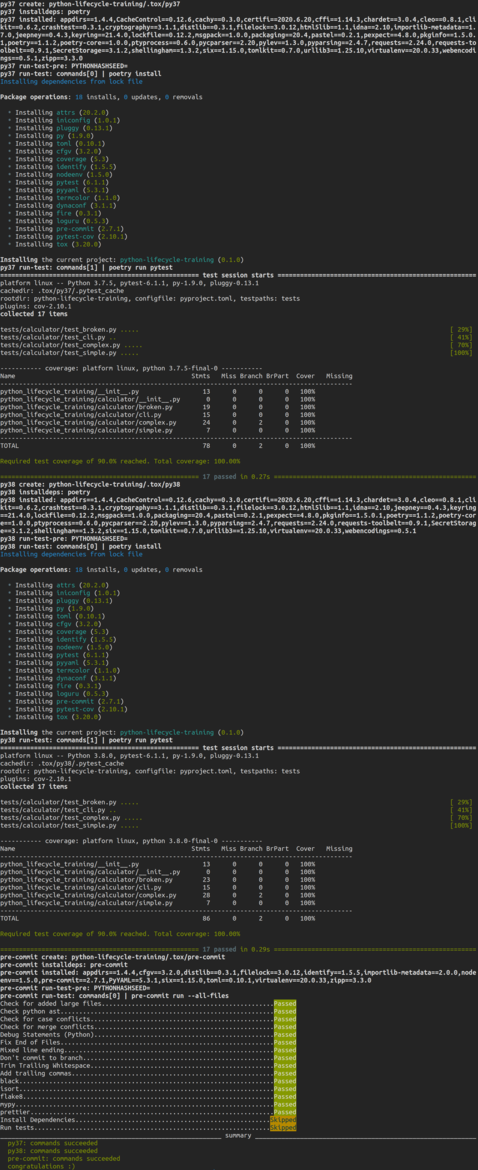 py37 create: python-lifecycle-training/.tox/py37
py37 installdeps: poetry
py37 installed: appdirs==1.4.4,CacheControl==0.12.6,cachy==0.3.0,certifi==2020.6.20,cffi==1.14.3,chardet==3.0.4,cleo==0.8.1,cli
kit==0.6.2,crashtest==0.3.1,cryptography==3.1.1,distlib==0.3.1,filelock==3.0.12,html5lib==1.1,idna==2.10,importlib-metadata==1.
7.0,jeepney==0.4.3,keyring==21.4.0,lockfile==0.12.2,msgpack==1.0.0,packaging==20.4,pastel==0.2.1,pexpect==4.8.0,pkginfo==1.5.0.
1,poetry==1.1.2,poetry-core==1.0.0,ptyprocess==0.6.0,pycparser==2.20,pylev==1.3.0,pyparsing==2.4.7,requests==2.24.0,requests-to
olbelt==0.9.1,SecretStorage==3.1.2,shellingham==1.3.2,six==1.15.0,tomlkit==0.7.0,urllib3==1.25.10,virtualenv==20.0.33,webencod
ings==0.5.1,zipp==3.3.0
py37 run-test-pre: PYTHONHASHSEED=
py37 run-test: commands[0] | poetry install
Installing dependencies from lock file
Package operations: 18 installs, 0 updates, 0 removals
• Installing attrs (20.2.0)
• Installing iniconfig (1.0.1)
• Installing pluggy (0.13.1)
• Installing py (1.9.0)
• Installing toml (0.10.1)
• Installing cfgv (3.2.0)
• Installing coverage (5.3)
• Installing identify (1.5.5)
• Installing nodeenv (1.5.0)
• Installing pytest (6.1.1)
• Installing pyyaml (5.3.1)
• Installing termcolor (1.1.0)
• Installing dynaconf (3.1.1)
• Installing fire (0.3.1)
• Installing loguru (0.5.3)
• Installing pre-commit (2.7.1)
• Installing pytest-cov (2.10.1)
• Installing tox (3.20.0)
Installing the current project: python-lifecycle-training (0.1.0)
py37 run-test: commands[1] | poetry run pytest
test session starts
platform linux -- Python 3.7.5, pytest-6.1.1, py-1.9.0, pluggy-0.13.1
cachedir: .tox/py37/.pytest_cache
rootdir: python-lifecycle-training, configfile: pyproject.toml, testpaths: tests
plugins: cov-2.10.1
collected 17 items
tests/calculator/test_broken.py ..... [ 29%]
tests/calculator/test_cli.py .. [ 41%]
tests/calculator/test_complex.py ..... [ 70%]
tests/calculator/test_simple.py ..... [100%]
----------- coverage: platform linux, python 3.7.5-final-0 -----------
Name Stmts Miss Branch BrPart Cover Missing
python_lifecycle_training/__init__.py 13 0 0 0 100%
python_lifecycle_training/calculator/__init__.py 0 0 0 0 100%
python_lifecycle_training/calculator/broken.py 19 0 0 0 100%
python_lifecycle_training/calculator/cli.py 15 0 0 0 100%
python_lifecycle_training/calculator/complex.py 24 0 2 0 100%
python_lifecycle_training/calculator/simple.py 7 0 0 0 100%
TOTAL 78 0 2 0 100%
Required test coverage of 90.0% reached. Total coverage: 100.00%
17 passed in 0.27s
py38 create: python-lifecycle-training/.tox/py38
py38 installdeps: poetry
py38 installed: appdirs==1.4.4,CacheControl==0.12.6,cachy==0.3.0,certifi==2020.6.20,cffi==1.14.3,chardet==3.0.4,cleo==0.8.1,cli
kit==0.6.2,crashtest==0.3.1,cryptography==3.1.1,distlib==0.3.1,filelock==3.0.12,html5lib==1.1,idna==2.10,jeepney==0.4.3,keyring
==21.4.0,lockfile==0.12.2,msgpack==1.0.0,packaging==20.4,pastel==0.2.1,pexpect==4.8.0,pkginfo==1.5.0.1,poetry==1.1.2,poetry-cor
e==1.0.0,ptyprocess==0.6.0,pycparser==2.20,pylev==1.3.0,pyparsing==2.4.7,requests==2.24.0,requests-toolbelt==0.9.1,SecretStorag
e==3.1.2,shellingham==1.3.2,six==1.15.0,tomlkit==0.7.0,urllib3==1.25.10,virtualenv==20.0.33,webencodings==0.5.1
py38 run-test-pre: PYTHONHASHSEED=
py38 run-test: commands[0] | poetry install
Installing dependencies from lock file
Package operations: 18 installs, 0 updates, 0 removals
• Installing attrs (20.2.0)
• Installing iniconfig (1.0.1)
• Installing pluggy (0.13.1)
• Installing py (1.9.0)
• Installing toml (0.10.1)
• Installing cfgv (3.2.0)
• Installing coverage (5.3)
• Installing identify (1.5.5)
• Installing nodeenv (1.5.0)
• Installing pytest (6.1.1)
• Installing pyyaml (5.3.1)
• Installing termcolor (1.1.0)
• Installing dynaconf (3.1.1)
• Installing fire (0.3.1)
• Installing loguru (0.5.3)
• Installing pre-commit (2.7.1)
• Installing pytest-cov (2.10.1)
• Installing tox (3.20.0)
Installing the current project: python-lifecycle-training (0.1.0)
py38 run-test: commands[1] | poetry run pytest
test session starts
platform linux -- Python 3.8.0, pytest-6.1.1, py-1.9.0, pluggy-0.13.1
cachedir: .tox/py38/.pytest_cache
rootdir: python-lifecycle-training, configfile: pyproject.toml, testpaths: tests
plugins: cov-2.10.1
collected 17 items
tests/calculator/test_broken.py ..... [ 29%]
tests/calculator/test_cli.py .. [ 41%]
tests/calculator/test_complex.py ..... [ 70%]
tests/calculator/test_simple.py ..... [100%]
----------- coverage: platform linux, python 3.8.0-final-0 -----------
Name Stmts Miss Branch BrPart Cover Missing
python_lifecycle_training/__init__.py 13 0 0 0 100%
python_lifecycle_training/calculator/__init__.py 0 0 0 0 100%
python_lifecycle_training/calculator/broken.py 23 0 0 0 100%
python_lifecycle_training/calculator/cli.py 15 0 0 0 100%
python_lifecycle_training/calculator/complex.py 28 0 2 0 100%
python_lifecycle_training/calculator/simple.py 7 0 0 0 100%
TOTAL 86 0 2 0 100%
Required test coverage of 90.0% reached. Total coverage: 100.00%
17 passed in 0.29s
pre-commit create: python-lifecycle-training/.tox/pre-commit
pre-commit installdeps: pre-commit
pre-commit installed: appdirs==1.4.4,cfgv==3.2.0,distlib==0.3.1,filelock==3.0.12,identify==1.5.5,importlib-metadata==2.0.0,node
env==1.5.0,pre-commit==2.7.1,PyYAML==5.3.1,six==1.15.0,toml==0.10.1,virtualenv==20.0.33,zipp==3.3.0
pre-commit run-test-pre: PYTHONHASHSEED=
pre-commit run-test: commands[0] | pre-commit run --all-files
Check for added large files...Passed
Check python ast...Passed
Check for case conflicts...Passed
Check for merge conflicts...Passed
Debug Statements (Python)...Passed
Fix End of Files...Passed
Mixed line ending...Passed
Don't commit to branch...Passed
Trim Trailing Whitespace...Passed
Add trailing commas...Passed
black...Passed
isort...Passed
flake8...Passed
mypy...Passed
prettier...Passed
Install Dependencies...Skipped
Run tests...Skipped
summary
py37: commands succeeded
py38: commands succeeded
pre-commit: commands succeeded
congratulations :)